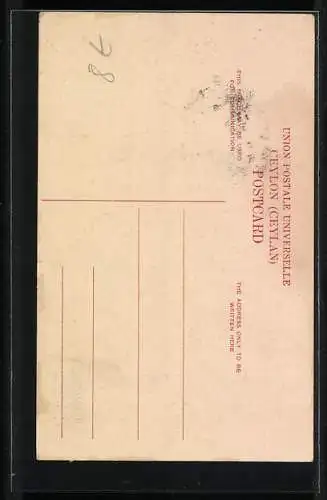 UNION POSTALE UNIVERSELLE
CEYLON (CEYLAN)
POSTCARD
THIS SPACE MAY BE USED
FOR COMMUNICATION
THE ADDRESS ONLY TO BE
WRITTEN HERE